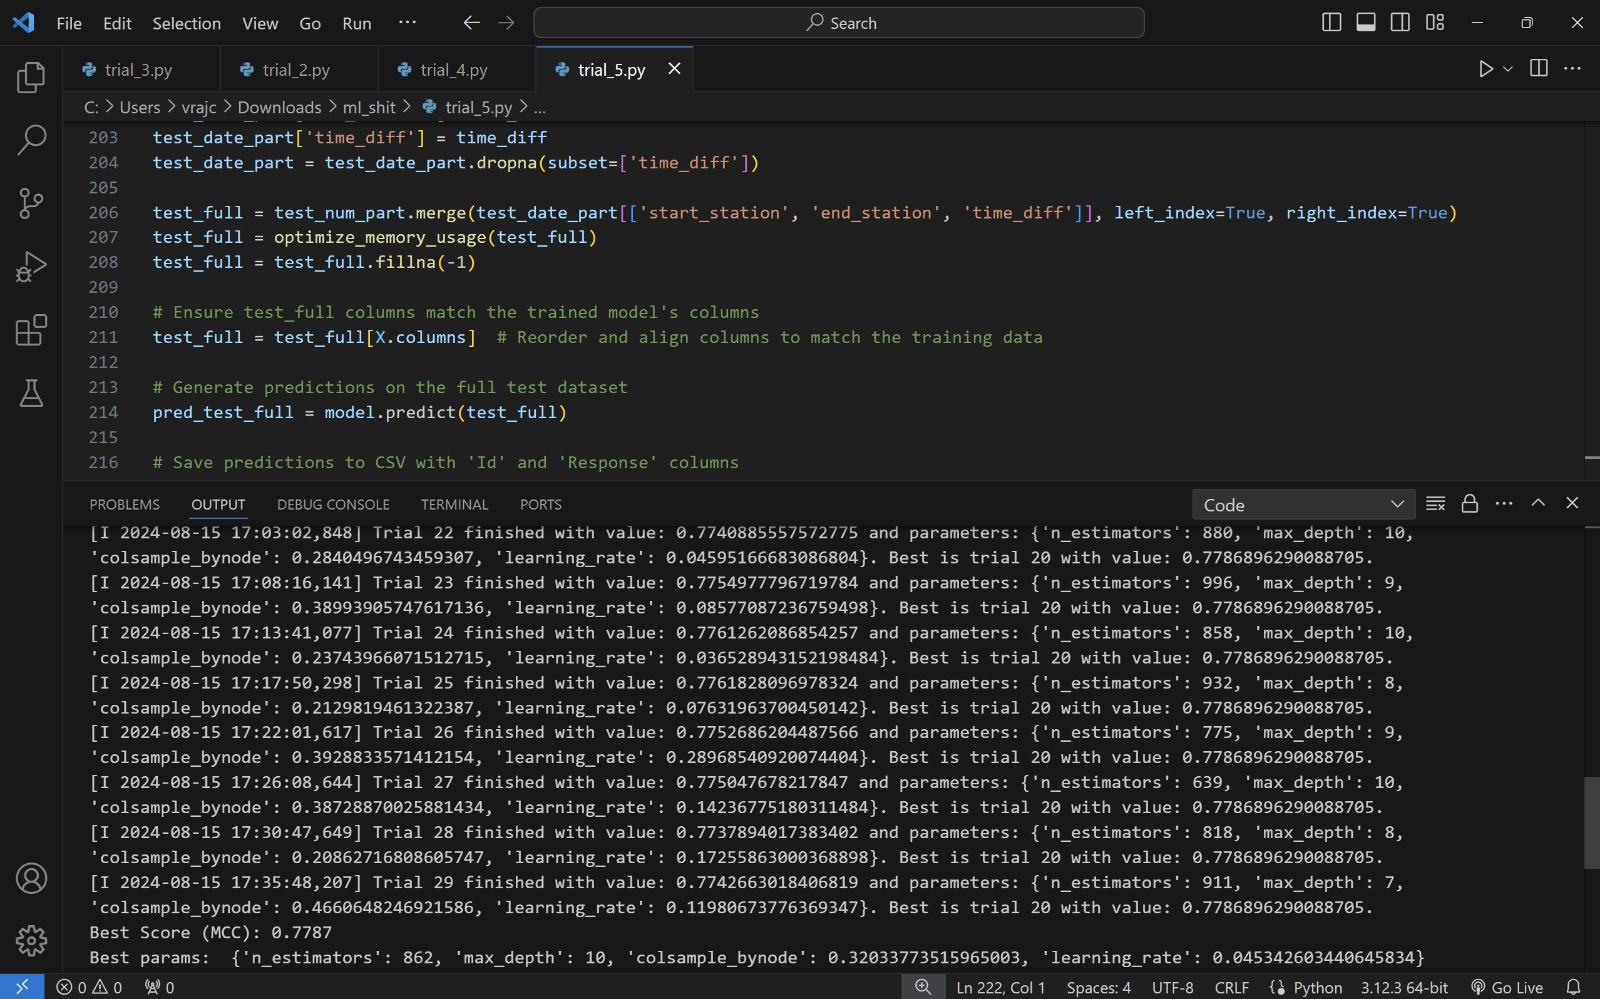 File Edit Selection View Go Run ··· ← → Search
trial_3.py trial_2.py trial_4.py trial_5.py
C: > Users > vrajc > Downloads > ml_shit > trial_5.py > ...
203 test_date_part['time_diff'] = time_diff
204 test_date_part = test_date_part.dropna(subset=['time_diff'])
205
206 test_full = test_num_part.merge(test_date_part[['start_station', 'end_station', 'time_diff']], left_index=True, right_index=True)
207 test_full = optimize_memory_usage(test_full)
208 test_full = test_full.fillna(-1)
209
210 # Ensure test_full columns match the trained model's columns
211 test_full = test_full[X.columns]  # Reorder and align columns to match the training data
212
213 # Generate predictions on the full test dataset
214 pred_test_full = model.predict(test_full)
215
216 # Save predictions to CSV with 'Id' and 'Response' columns
PROBLEMS OUTPUT DEBUG CONSOLE TERMINAL PORTS Code
[I 2024-08-15 17:03:02,848] Trial 22 finished with value: 0.7740885557572775 and parameters: {'n_estimators': 880, 'max_depth': 10,
'colsample_bynode': 0.2840496743459307, 'learning_rate': 0.04595166683086804}. Best is trial 20 with value: 0.7786896290088705.
[I 2024-08-15 17:08:16,141] Trial 23 finished with value: 0.7754977796719784 and parameters: {'n_estimators': 996, 'max_depth': 9,
'colsample_bynode': 0.38993905747617136, 'learning_rate': 0.08577087236759498}. Best is trial 20 with value: 0.7786896290088705.
[I 2024-08-15 17:13:41,077] Trial 24 finished with value: 0.7761262086854257 and parameters: {'n_estimators': 858, 'max_depth': 10,
'colsample_bynode': 0.23743966071512715, 'learning_rate': 0.036528943152198484}. Best is trial 20 with value: 0.7786896290088705.
[I 2024-08-15 17:17:50,298] Trial 25 finished with value: 0.7761828096978324 and parameters: {'n_estimators': 932, 'max_depth': 8,
'colsample_bynode': 0.2129819461322387, 'learning_rate': 0.07631963700450142}. Best is trial 20 with value: 0.7786896290088705.
[I 2024-08-15 17:22:01,617] Trial 26 finished with value: 0.7752686204487566 and parameters: {'n_estimators': 775, 'max_depth': 9,
'colsample_bynode': 0.3928833571412154, 'learning_rate': 0.28968540920074404}. Best is trial 20 with value: 0.7786896290088705.
[I 2024-08-15 17:26:08,644] Trial 27 finished with value: 0.775047678217847 and parameters: {'n_estimators': 639, 'max_depth': 10,
'colsample_bynode': 0.38728870025881434, 'learning_rate': 0.14236775180311484}. Best is trial 20 with value: 0.7786896290088705.
[I 2024-08-15 17:30:47,649] Trial 28 finished with value: 0.7737894017383402 and parameters: {'n_estimators': 818, 'max_depth': 8,
'colsample_bynode': 0.20862716808605747, 'learning_rate': 0.17255863000368898}. Best is trial 20 with value: 0.7786896290088705.
[I 2024-08-15 17:35:48,207] Trial 29 finished with value: 0.7742663018406819 and parameters: {'n_estimators': 911, 'max_depth': 7,
'colsample_bynode': 0.4660648246921586, 'learning_rate': 0.11980673776369347}. Best is trial 20 with value: 0.7786896290088705.
Best Score (MCC): 0.7787
Best params:  {'n_estimators': 862, 'max_depth': 10, 'colsample_bynode': 0.32033773515965003, 'learning_rate': 0.045342603440645834}
0 0 0 Ln 222, Col 1 Spaces: 4 UTF-8 CRLF Python 3.12.3 64-bit Go Live